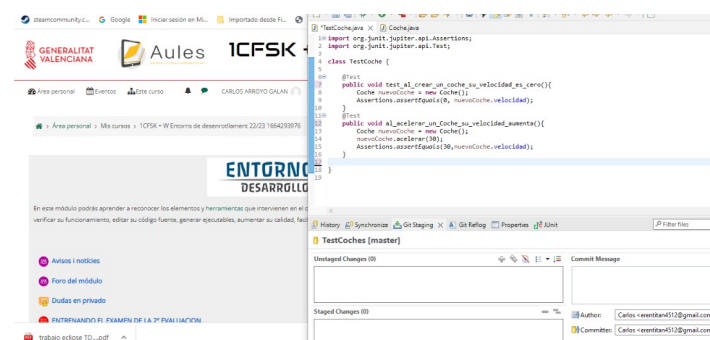 steamcommunity.c...
Google
Iniciar sesión en Mi...
Importado desde Fi...
GENERALITAT
VALENCIANA
Aules
1CFSK +
Área personal
Eventos
Este curso
CARLOS ARROYO GALAN
Área personal > Mis cursos > 1CFSK + W Entorns de desenrotllament 22/23 1664293976
ENTORNO
DESARROLLO
En este módulo podrás aprender a reconocer los elementos y herramientas que intervienen en el
verificar su funcionamiento, editar su código fuente, generar ejecutables, aumentar su calidad,
Avisos i notícies
Foro del módulo
Dudas en privado
ENTRENANDO EL EXAMEN DE LA 2ª EVALUACION
trabajo eclipse TD....pdf
*TestCoche.java
Coche.java
1 import org.junit.jupiter.api.Assertions;
2 import org.junit.jupiter.api.Test;
3
4 class TestCoche {
5
6 @Test
7 public void test_al_crear_un_coche_su_velocidad_es_cero(){
8 Coche nuevoCoche = new Coche();
9 Assertions.assertEquals(0, nuevoCoche.velocidad);
10 }
11 @Test
12 public void al_acelerar_un_Coche_su_velocidad_aumenta(){
13 Coche nuevoCoche = new Coche();
14 nuevoCoche.acelerar(30);
15 Assertions.assertEquals(30,nuevoCoche.velocidad);
16 }
17
18 }
19
History
Synchronize
Git Staging
Git Reflog
Properties
JUnit
Filter files
TestCoches [master]
Unstaged Changes (0)
Commit Message
Staged Changes (0)
Author: Carlos <erentitan4512@gmail.com
Committer: Carlos <erentitan4512@gmail.com